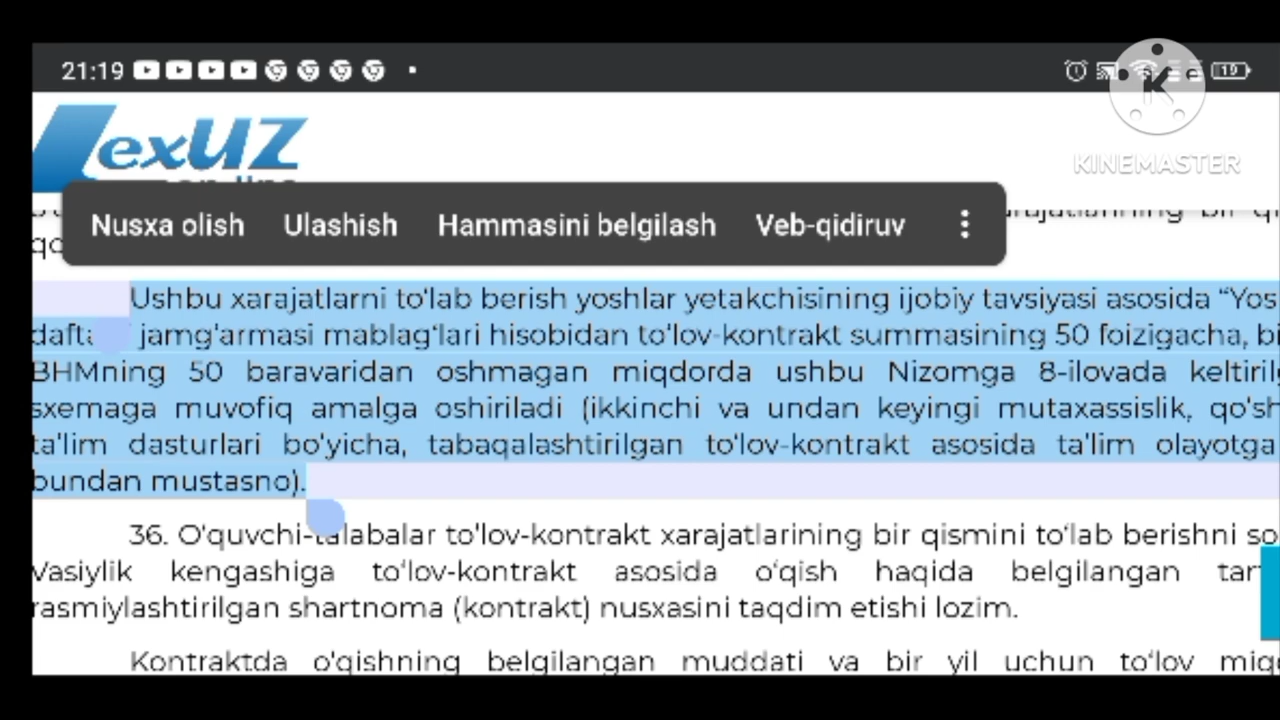 21:19
19
KINEMASTER
LexUZ
Nusxa olish Ulashish Hammasini belgilash Veb-qidiruv
bir
Ushbu xarajatlarni to‘lab berish yoshlar yetakchisining ijobiy tavsiyasi asosida “Yos
jamg‘armasi mablag‘lari hisobidan to‘lov-kontrakt summasining 50 foizigacha,
BHMning 50 baravaridan oshmagan miqdorda ushbu Nizomga 8-ilovada keltiril
sxemaga muvofiq amalga oshiriladi (ikkinchi va undan keyingi mutaxassislik, qo‘sh
ta’lim dasturlari bo‘yicha, tabaqalashtirilgan to‘lov-kontrakt asosida ta’lim olayotga
bundan mustasno).
36. O‘quvchi-talabalar to‘lov-kontrakt xarajatlarining bir qismini to‘lab berishni so
Vasiylik kengashiga to‘lov-kontrakt asosida o‘qish haqida belgilangan tar
rasmiylashtirilgan shartnoma (kontrakt) nusxasini taqdim etishi lozim.
Kontraktda o‘qishning belgilangan muddati va bir yil uchun to‘lov miq